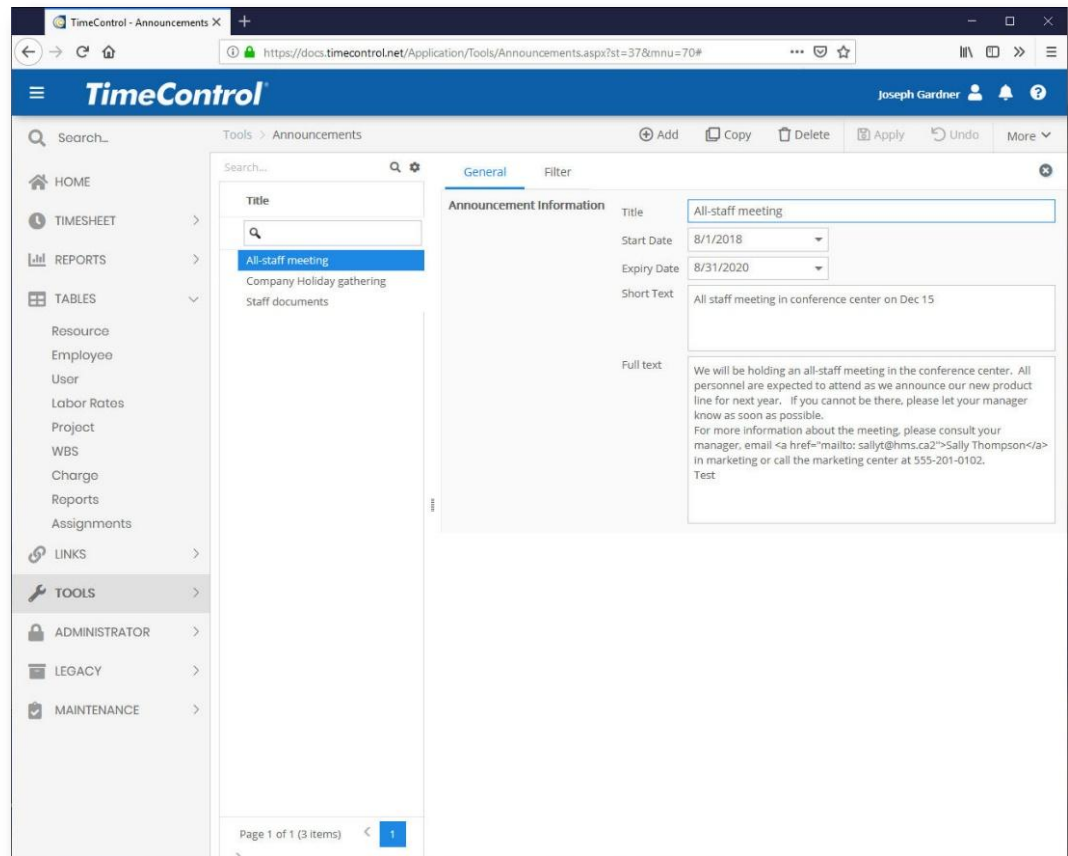 TimeControl - Announcements
https://docs.timecontrol.net/Application/Tools/Announcements.aspx?st=37&mnu=70#
TimeControl
Joseph Gardner
Search...
Tools > Announcements
Add Copy Delete Apply Undo More
HOME
TIMESHEET
REPORTS
TABLES
Resource
Employee
User
Labor Rates
Project
WBS
Charge
Reports
Assignments
LINKS
TOOLS
ADMINISTRATOR
LEGACY
MAINTENANCE
Search...
Title
All-staff meeting
Company Holiday gathering
Staff documents
Page 1 of 1 (3 items) < 1
General Filter
Announcement Information
Title All-staff meeting
Start Date 8/1/2018
Expiry Date 8/31/2020
Short Text All staff meeting in conference center on Dec 15
Full text We will be holding an all-staff meeting in the conference center. All
personnel are expected to attend as we announce our new product
line for next year. If you cannot be there, please let your manager
know as soon as possible.
For more information about the meeting, please consult your
manager, email <a href="mailto: sallyt@hms.ca2">Sally Thompson</a>
in marketing or call the marketing center at 555-201-0102.
Test